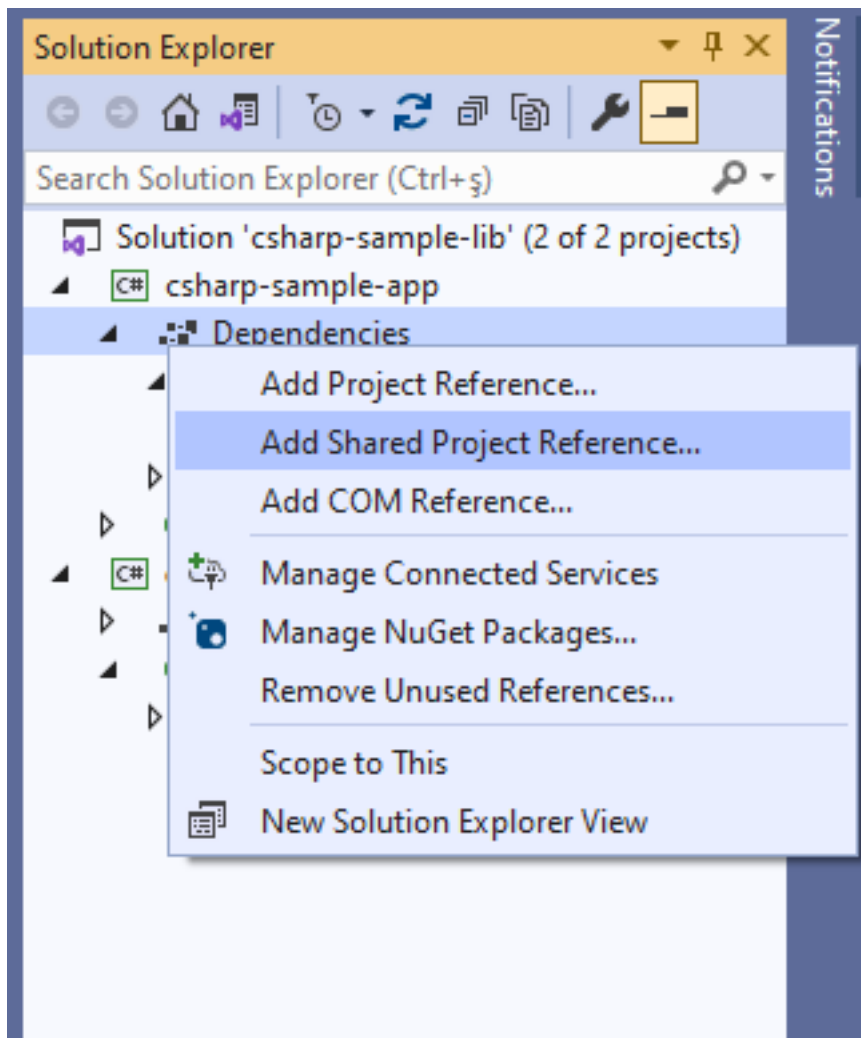 Solution Explorer
Notifications
Search Solution Explorer (Ctrl+ş)
Solution 'csharp-sample-lib' (2 of 2 projects)
C# csharp-sample-app
Dependencies
Add Project Reference...
Add Shared Project Reference...
Add COM Reference...
C#
Manage Connected Services
Manage NuGet Packages...
Remove Unused References...
Scope to This
New Solution Explorer View